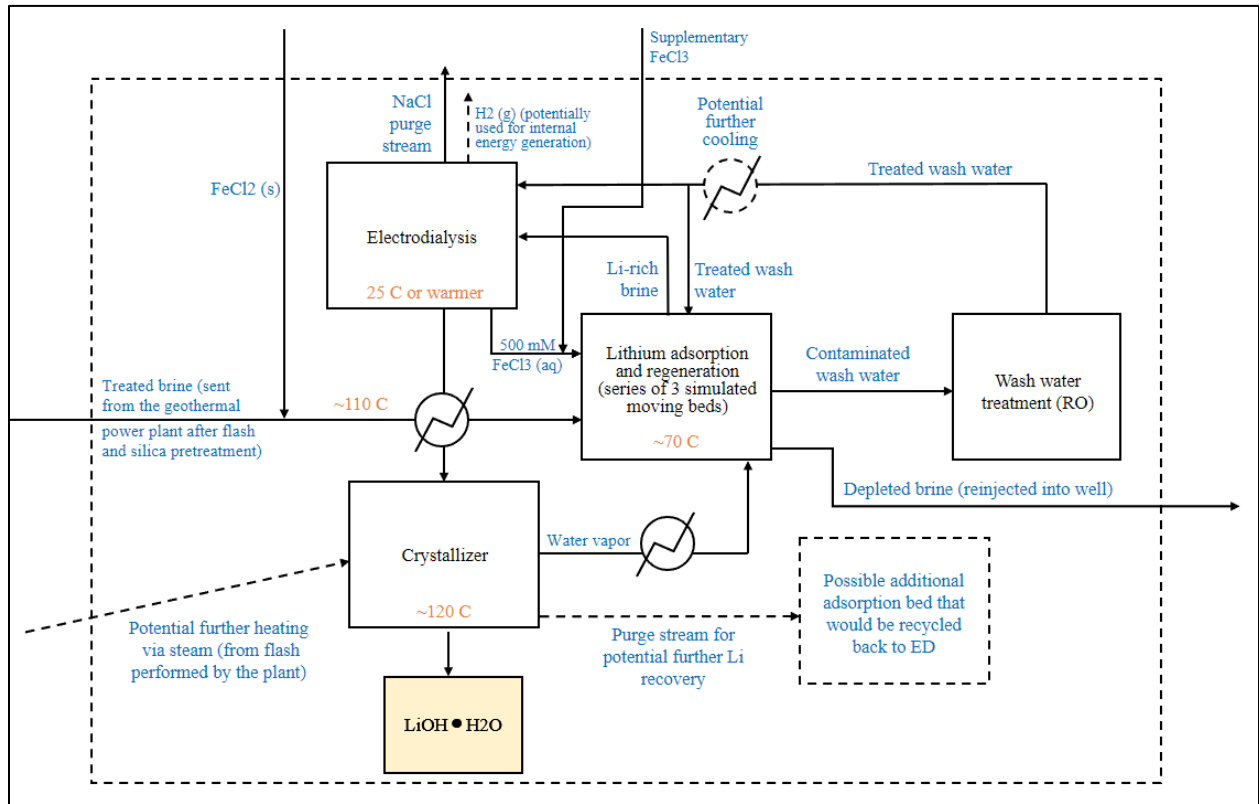 Supplementary
FeCl3
NaCl
purge
stream
H2 (g) (potentially
used for internal
energy generation)
Potential
further
cooling
Treated wash water
FeCl2 (s)
Electrodialysis
25 C or warmer
Li-rich
brine
Treated wash
water
500 mM
FeCl3 (aq)
Lithium adsorption
and regeneration
(series of 3 simulated
moving beds)
~70 C
Contaminated
wash water
Wash water
treatment (RO)
Treated brine (sent
from the geothermal
power plant after flash
and silica pretreatment)
~110 C
Depleted brine (reinjected into well)
Crystallizer
~120 C
Water vapor
Possible additional
adsorption bed that
would be recycled
back to ED
Potential further heating
via steam (from flash
performed by the plant)
Purge stream for
potential further Li
recovery
LiOH●H2O